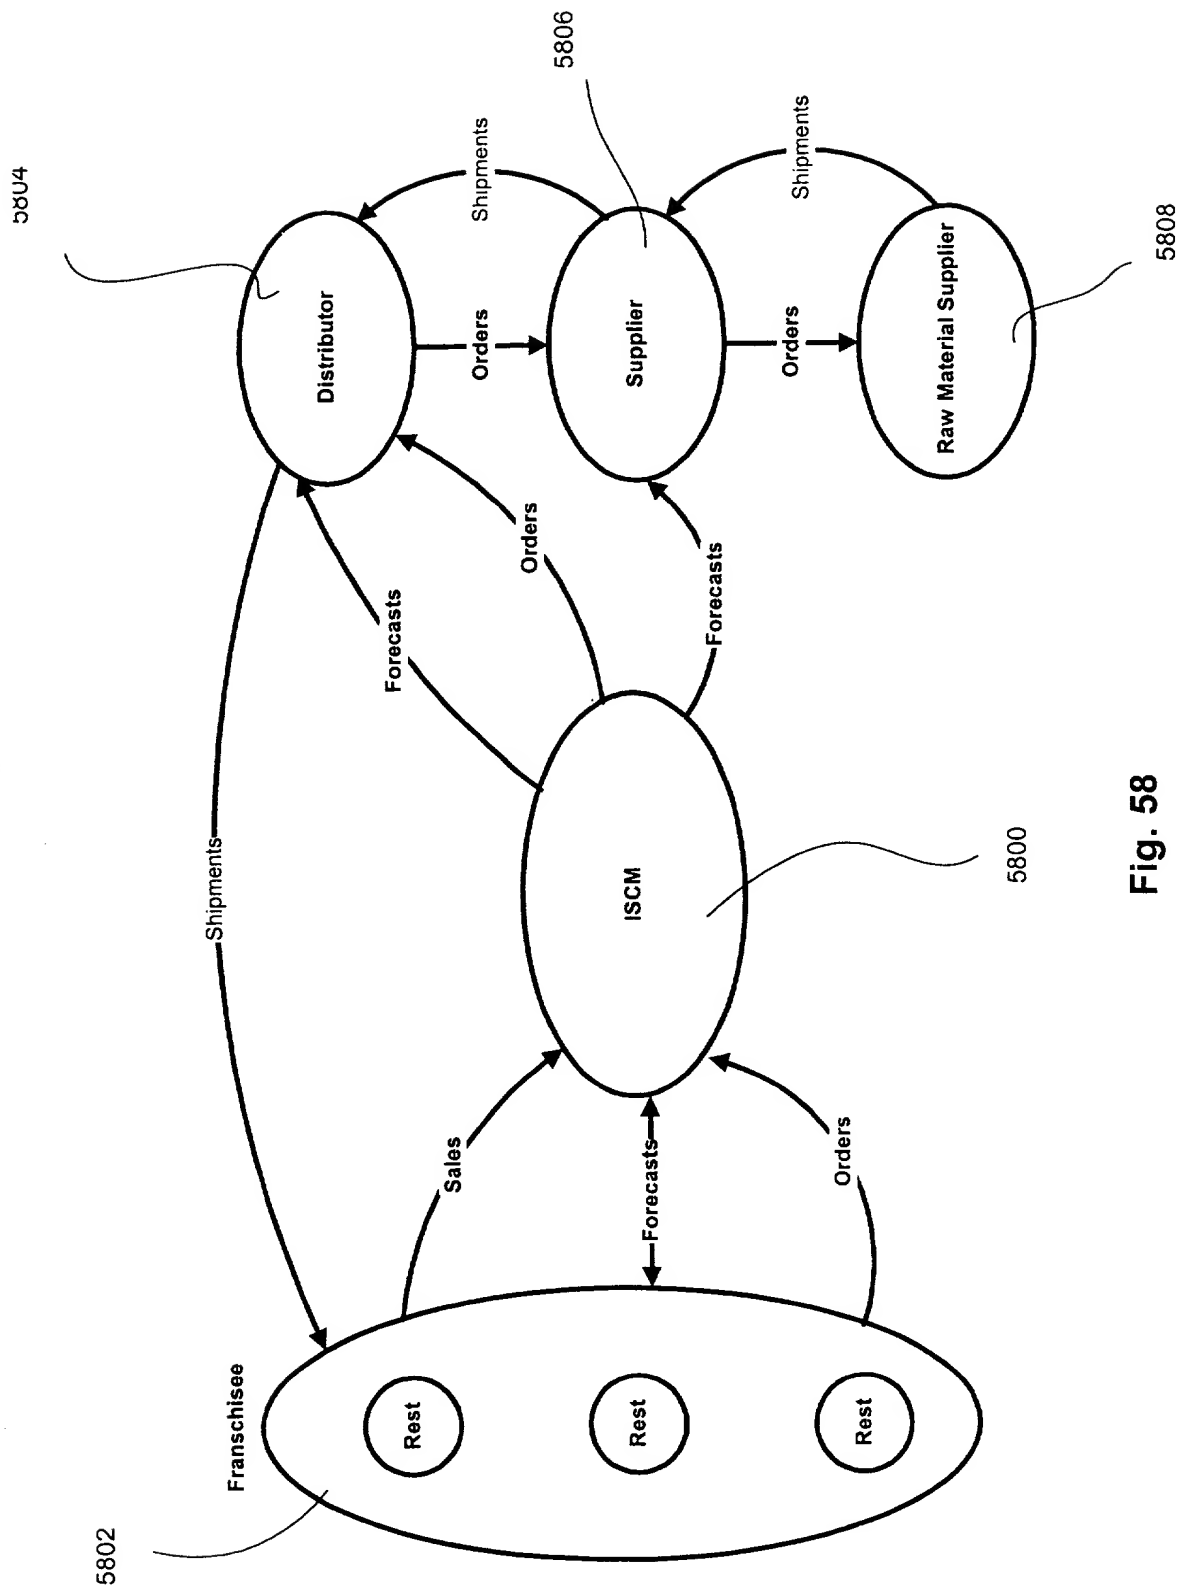 5804
5806
Shipments
Shipments
Distributor
Orders
Supplier
Orders
Raw Material Supplier
5808
Forecasts
Orders
Forecasts
Shipments
ISCM
5800
Sales
Forecasts
Orders
Franschisee
Rest
Rest
Rest
5802
Fig. 58